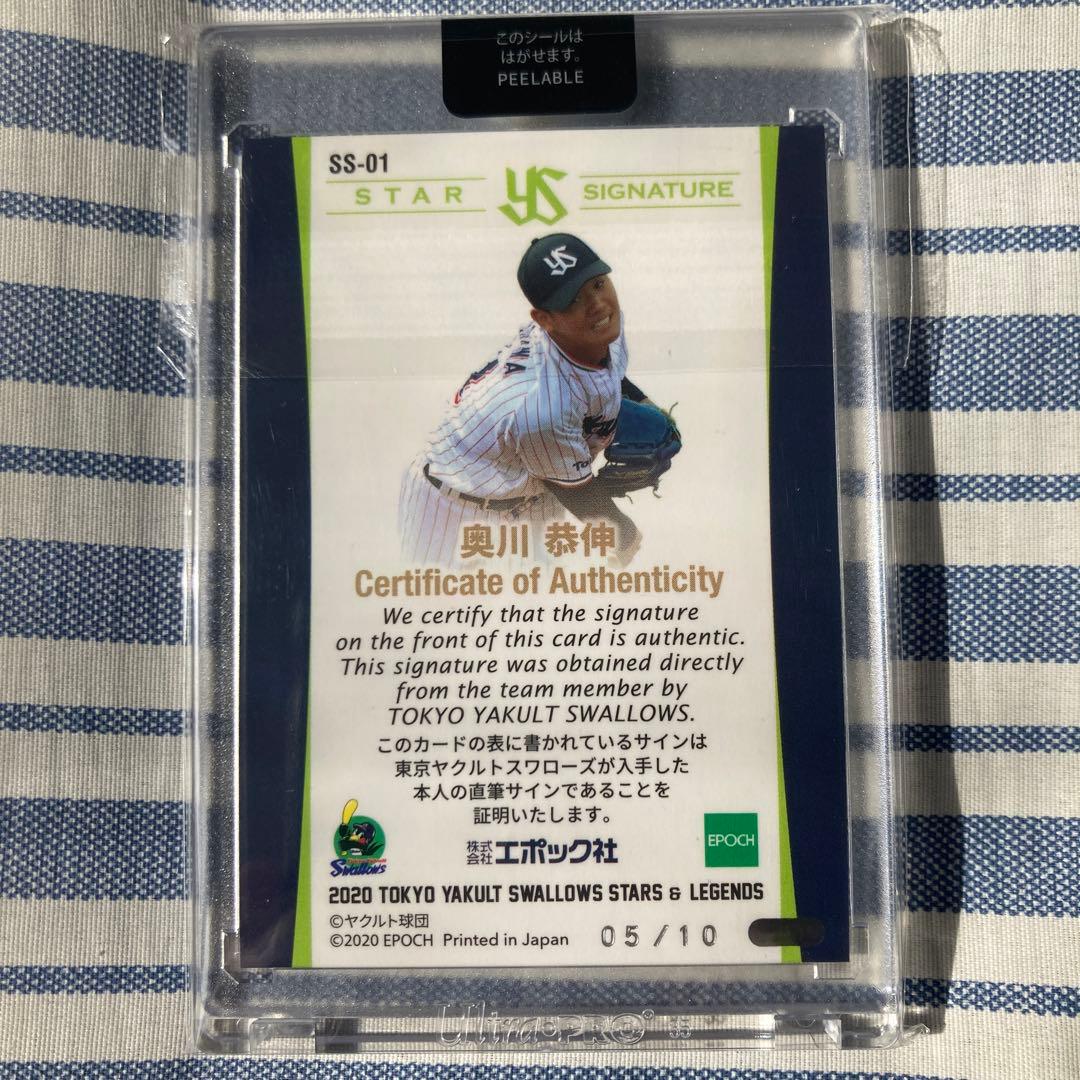 このシールは
はがせます。
PEELABLE
SS-01
STAR YS SIGNATURE
YS
奥川 恭伸
Certificate of Authenticity
We certify that the signature
on the front of this card is authentic.
This signature was obtained directly
from the team member by
TOKYO YAKULT SWALLOWS.
このカードの表に書かれているサインは
東京ヤクルトスワローズが入手した
本人の直筆サインであることを
証明いたします。
Swallows
株式会社エポック社
EPOCH
2020 TOKYO YAKULT SWALLOWS STARS & LEGENDS
©ヤクルト球団
©2020 EPOCH Printed in Japan 05/10
Ultra•PRO®